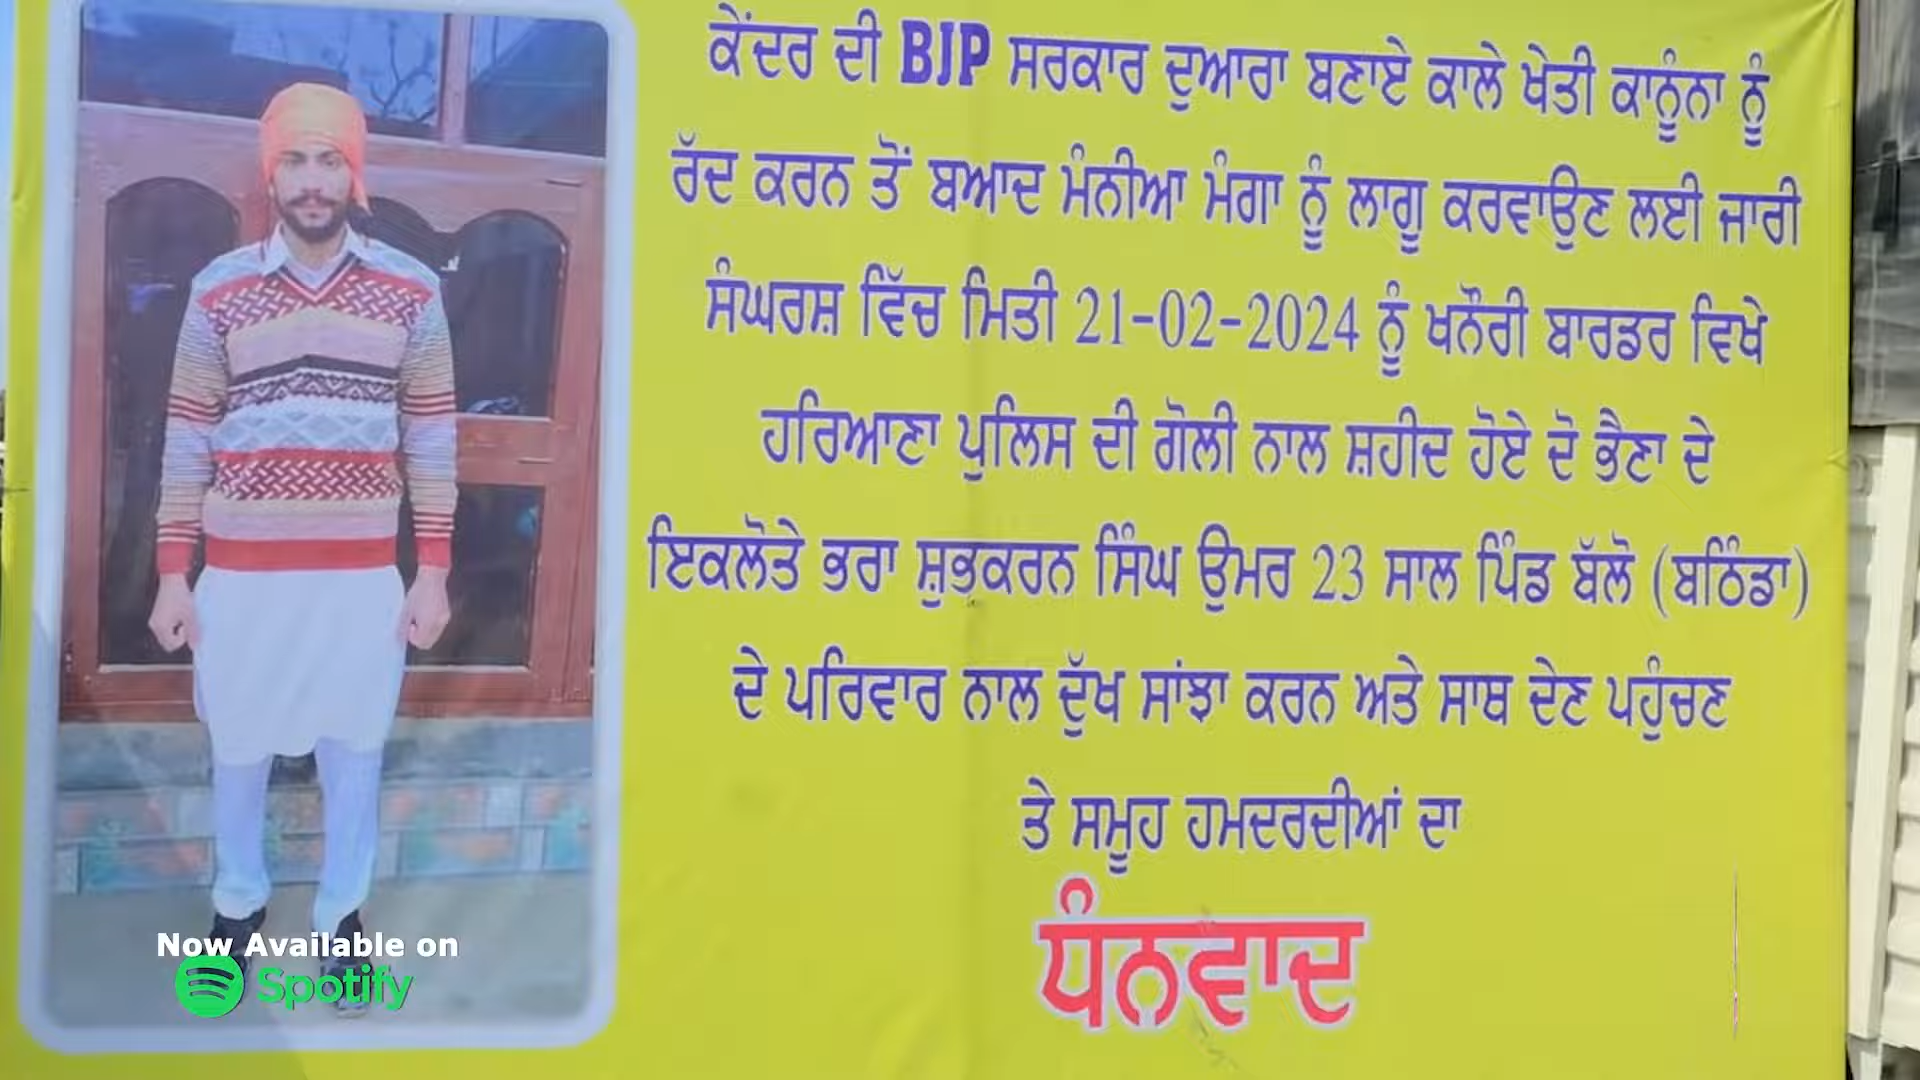 ਕੇਂਦਰ ਦੀ BJP ਸਰਕਾਰ ਦੁਆਰਾ ਬਣਾਏ ਕਾਲੇ ਖੇਤੀ ਕਾਨੂੰਨਾ ਨੂੰ
ਰੱਦ ਕਰਨ ਤੋਂ ਬਆਦ ਮੰਨੀਆ ਮੰਗਾ ਨੂੰ ਲਾਗੂ ਕਰਵਾਉਣ ਲਈ ਜਾਰੀ
ਸੰਘਰਸ਼ ਵਿੱਚ ਮਿਤੀ 21-02-2024 ਨੂੰ ਖਨੌਰੀ ਬਾਰਡਰ ਵਿਖੇ
ਹਰਿਆਣਾ ਪੁਲਿਸ ਦੀ ਗੋਲੀ ਨਾਲ ਸ਼ਹੀਦ ਹੋਏ ਦੋ ਭੈਣਾ ਦੇ
ਇਕਲੋਤੇ ਭਰਾ ਸ਼ੁਭਕਰਨ ਸਿੰਘ ਉਮਰ 23 ਸਾਲ ਪਿੰਡ ਬੱਲੋ (ਬਠਿੰਡਾ)
ਦੇ ਪਰਿਵਾਰ ਨਾਲ ਦੁੱਖ ਸਾਂਝਾ ਕਰਨ ਅਤੇ ਸਾਥ ਦੇਣ ਪਹੁੰਚਣ
ਤੇ ਸਮੂਹ ਹਮਦਰਦੀਆਂ ਦਾ
ਧੰਨਵਾਦ
Now Available on
Spotify